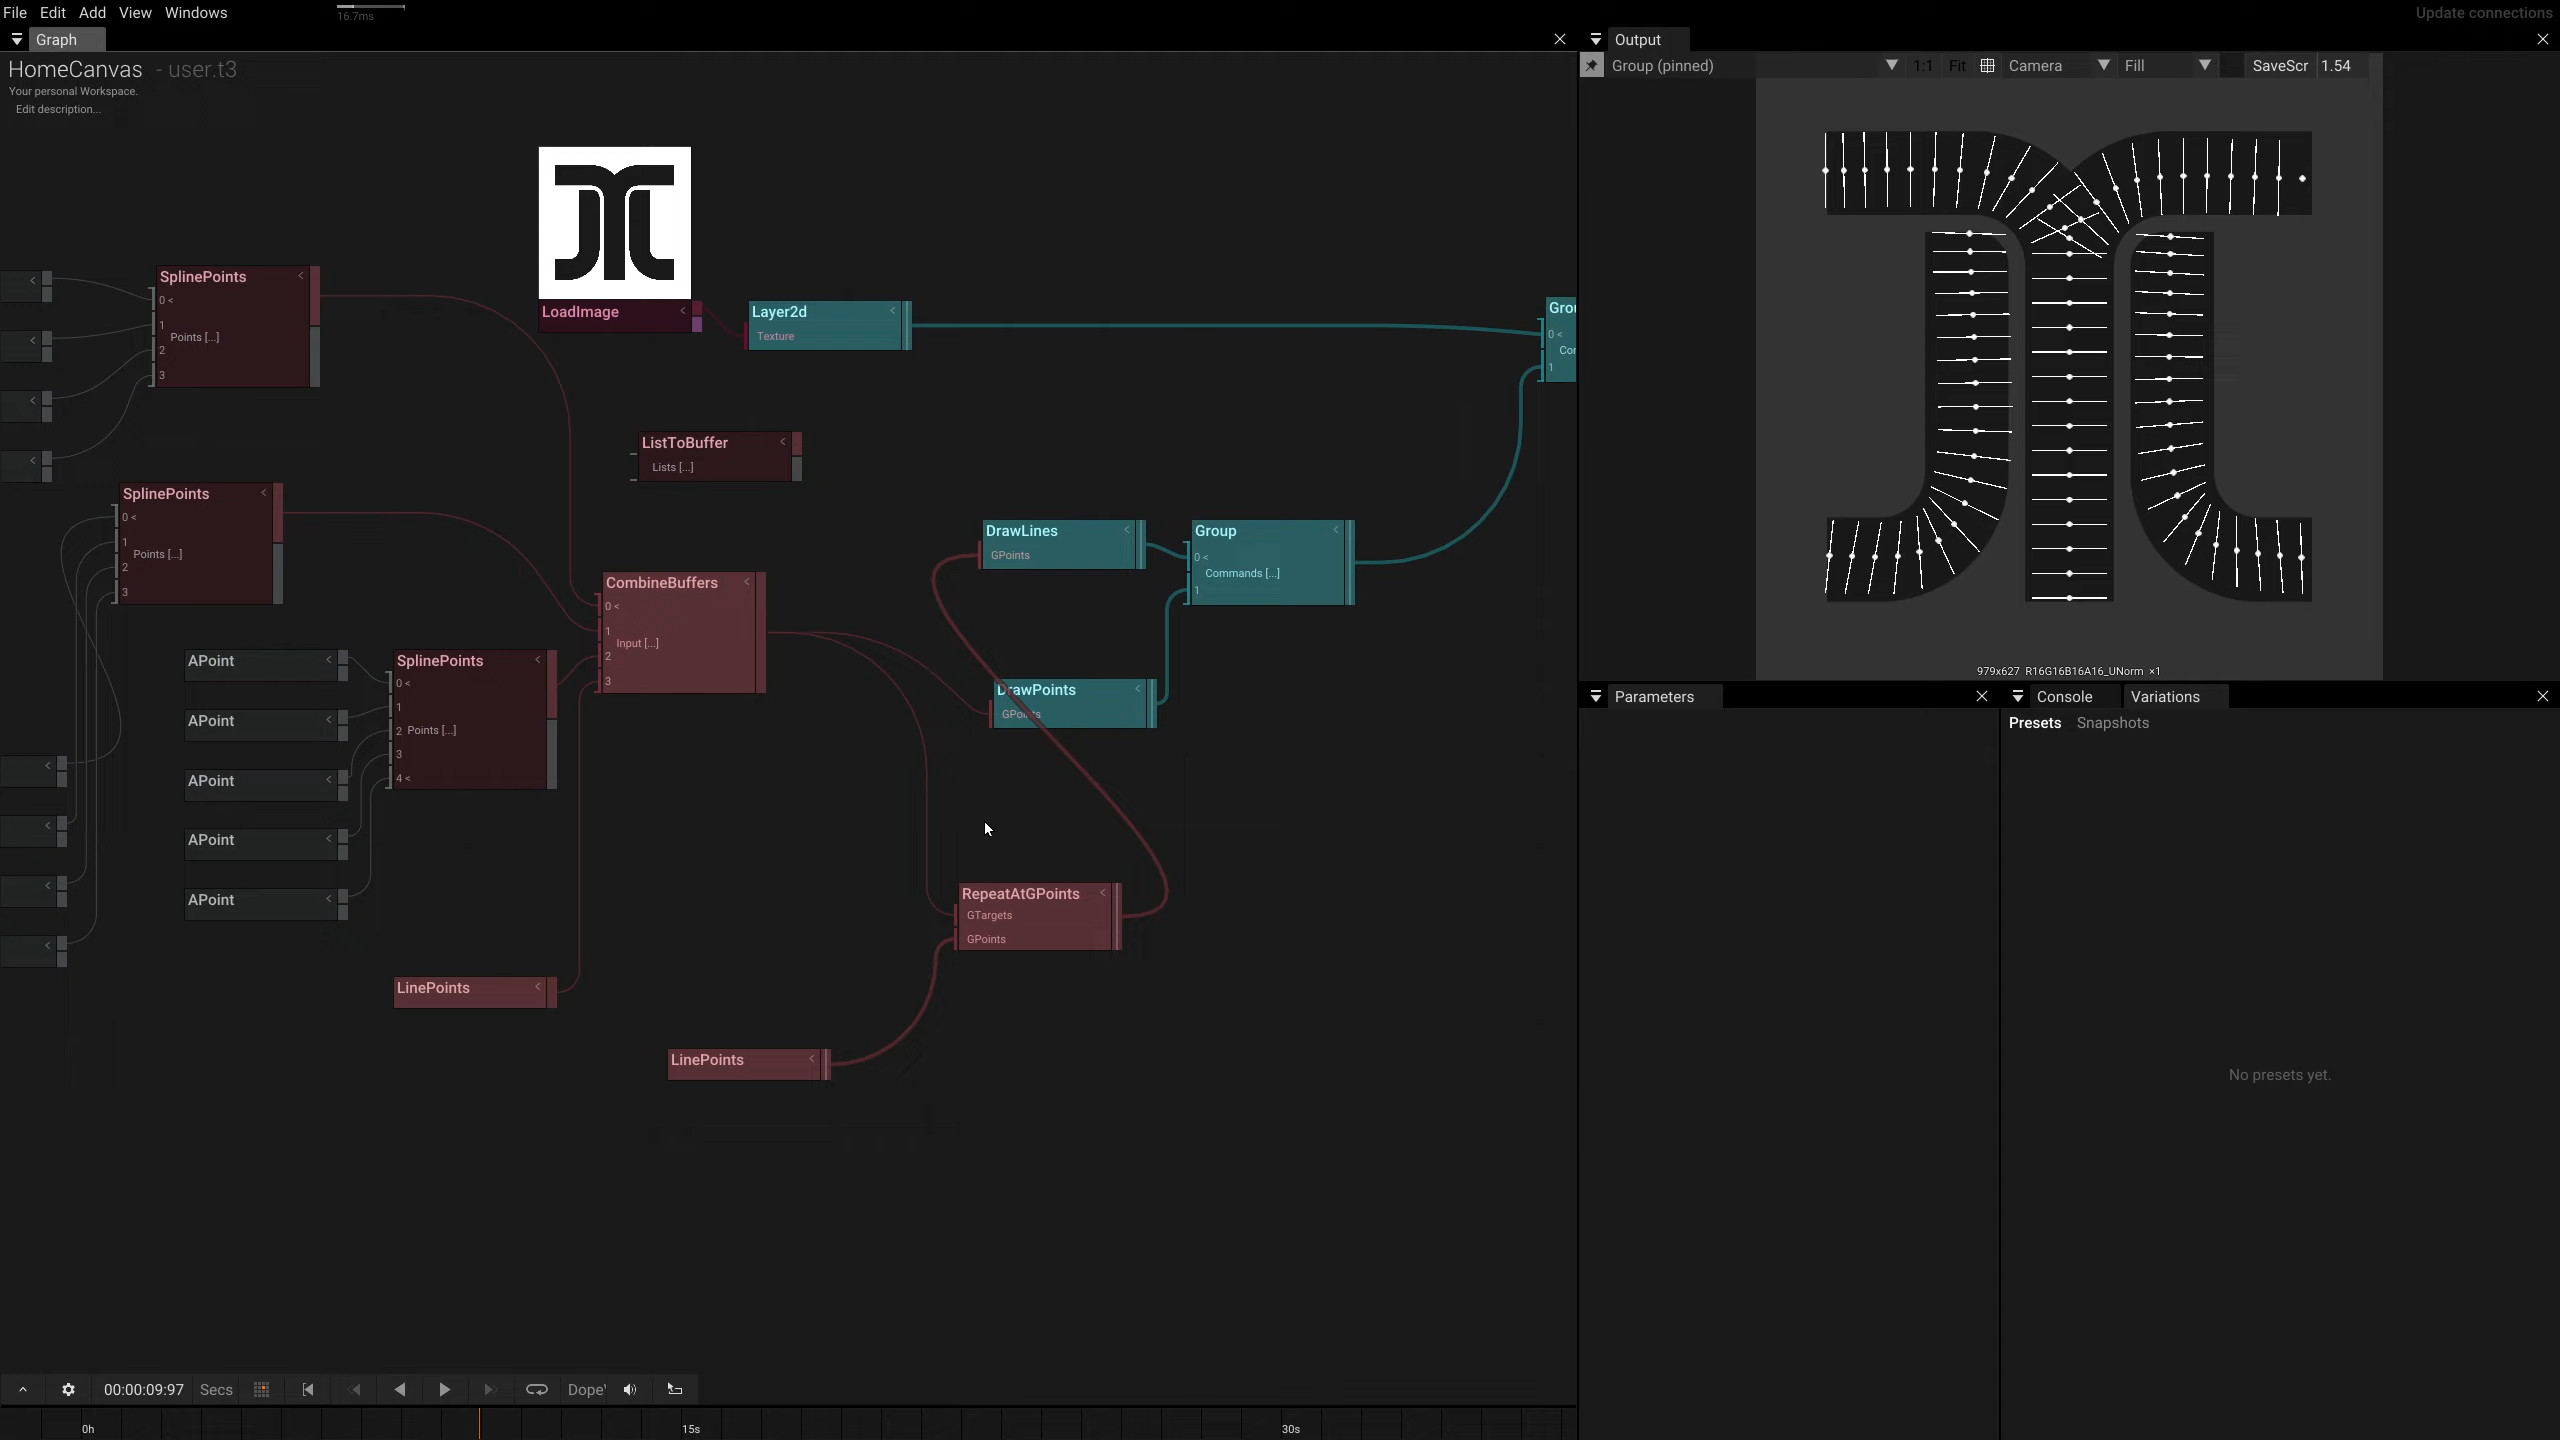 File Edit Add View Windows
16.7ms
Update connections
Graph
Output
HomeCanvas - user.t3
Your personal Workspace.
Edit description...
Group (pinned) 1:1 Fit Camera Fill SaveScr 1.54
SplinePoints
0 <
1
Points [...]
2
3
LoadImage
Layer2d
Texture
Grou
0 <
Cor
1
ListToBuffer
Lists [...]
SplinePoints
0 <
1
Points [...]
2
3
DrawLines
GPoints
Group
0 <
Commands [...]
1
CombineBuffers
0 <
1
Input [...]
2
3
APoint
APoint
APoint
APoint
APoint
SplinePoints
0 <
1
2 Points [...]
3
4 <
DrawPoints
GPoints
RepeatAtGPoints
GTargets
GPoints
LinePoints
LinePoints
979x627 R16G16B16A16_UNorm ×1
Parameters
Console Variations
Presets Snapshots
No presets yet.
00:00:09:97 Secs Dope
0h 15s 30s